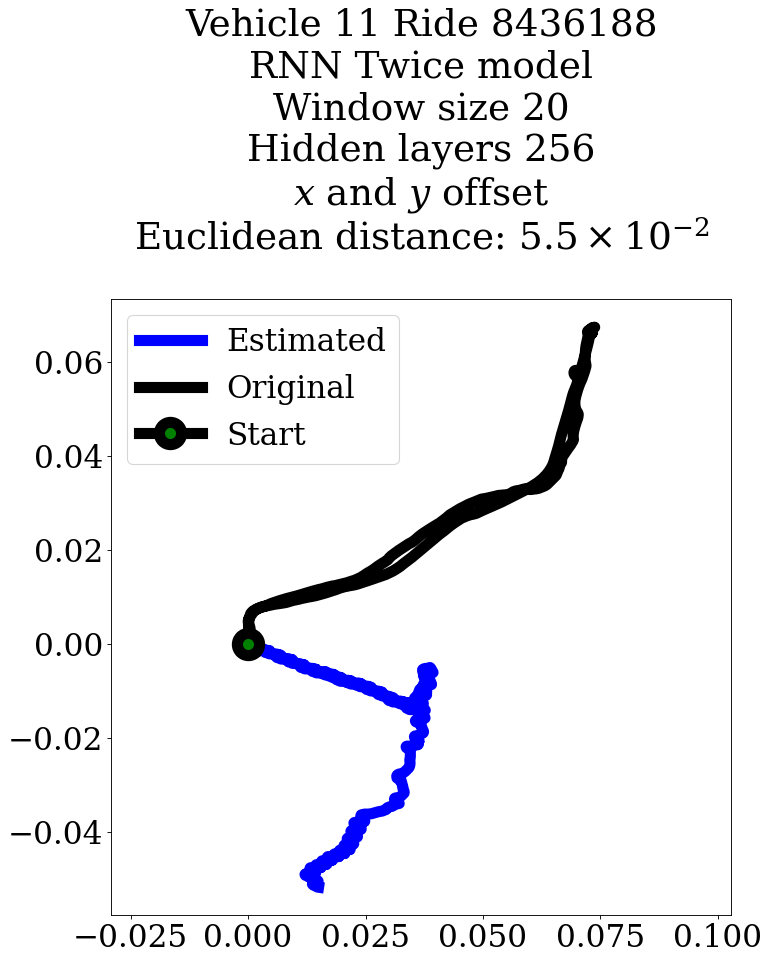 Vehicle 11 Ride 8436188
RNN Twice model
Window size 20
Hidden layers 256
x and y offset
Euclidean distance: 5.5 × 10⁻²
Estimated
Original
Start
0.06
0.04
0.02
0.00
−0.02
−0.04
−0.025 0.000 0.025 0.050 0.075 0.100